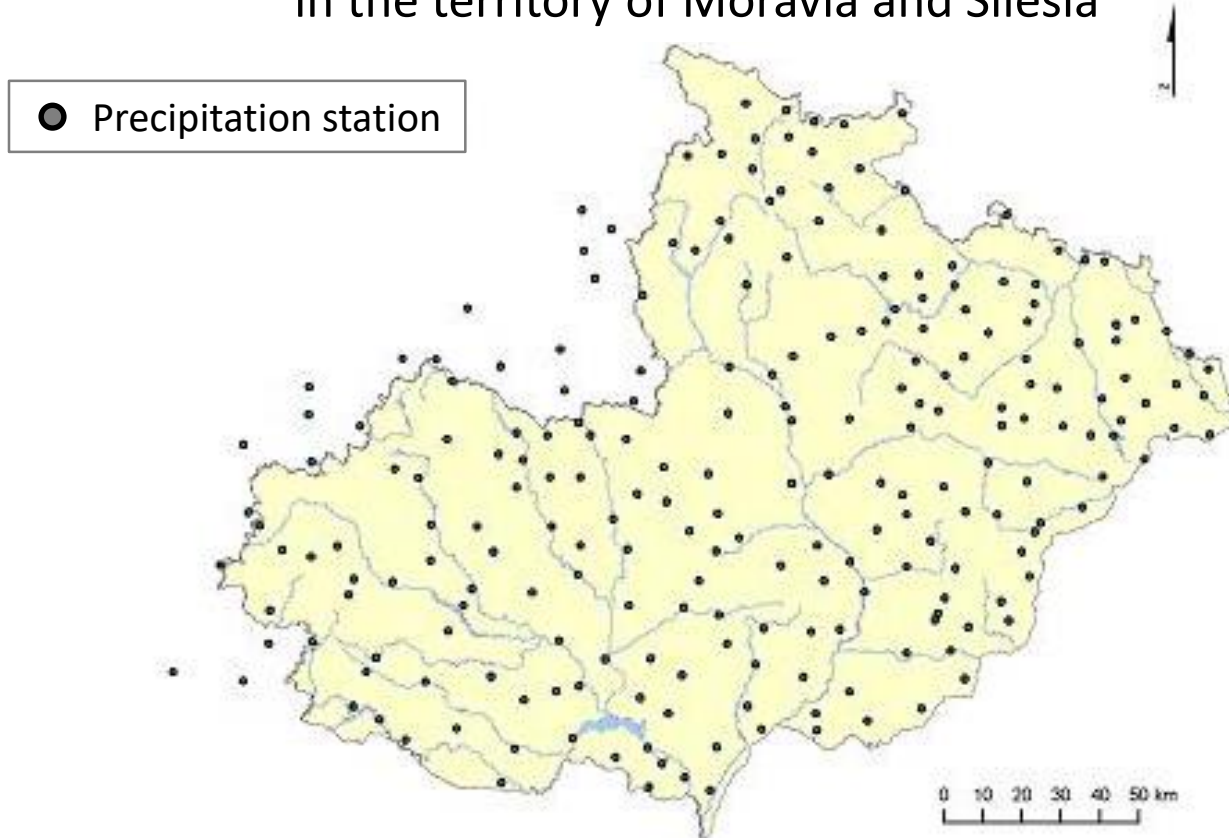 in the territory of Moravia and Silesia
Precipitation station
N
0 10 20 30 40 50 km